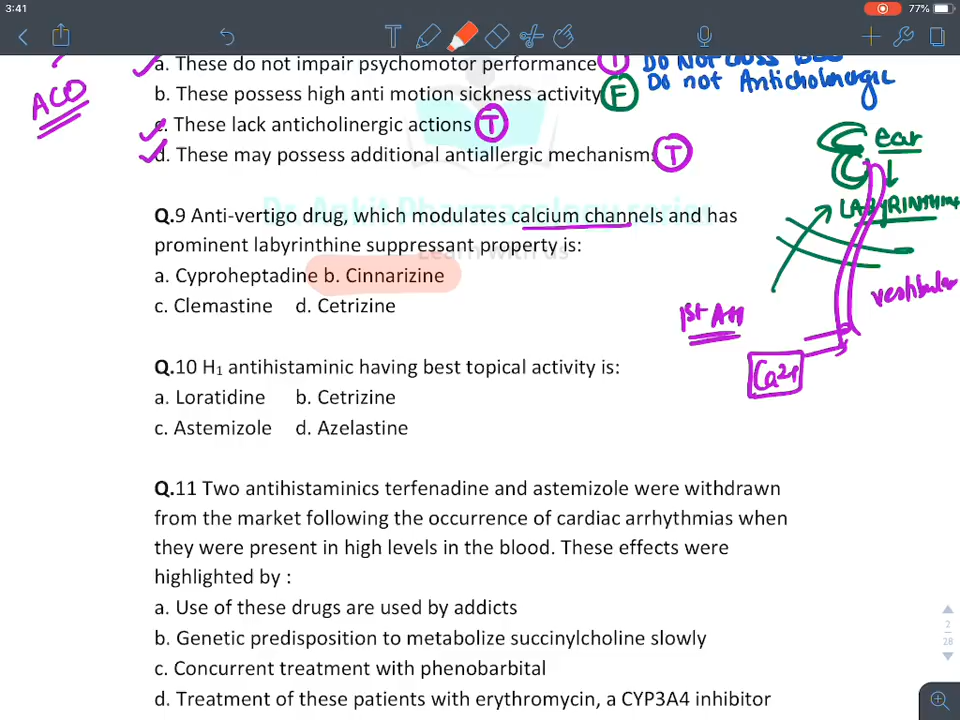 3:41
77%
a. These do not impair psychomotor performance T
Do not Anticholinergic
ACO
b. These possess high anti motion sickness activity F
c. These lack anticholinergic actions T
d. These may possess additional antiallergic mechanisms T
ear
LABYRINTHINE
Q.9 Anti-vertigo drug, which modulates calcium channels and has
prominent labyrinthine suppressant property is:
Learn with us
a. Cyproheptadine b. Cinnarizine
vestibular
c. Clemastine d. Cetrizine
1st AH
Ca2+
Q.10 H1 antihistaminic having best topical activity is:
a. Loratidine b. Cetrizine
c. Astemizole d. Azelastine
Q.11 Two antihistaminics terfenadine and astemizole were withdrawn
from the market following the occurrence of cardiac arrhythmias when
they were present in high levels in the blood. These effects were
highlighted by :
a. Use of these drugs are used by addicts
b. Genetic predisposition to metabolize succinylcholine slowly
c. Concurrent treatment with phenobarbital
d. Treatment of these patients with erythromycin, a CYP3A4 inhibitor
2
28